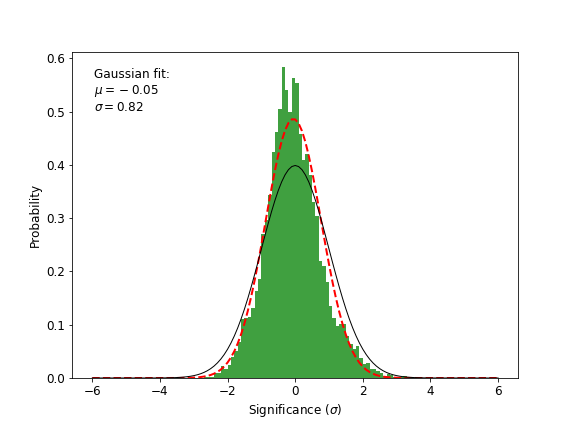 Gaussian fit:
μ = −0.05
σ = 0.82
0.6
0.5
0.4
0.3
0.2
0.1
0.0
Probability
−6 −4 −2 0 2 4 6
Significance (σ)